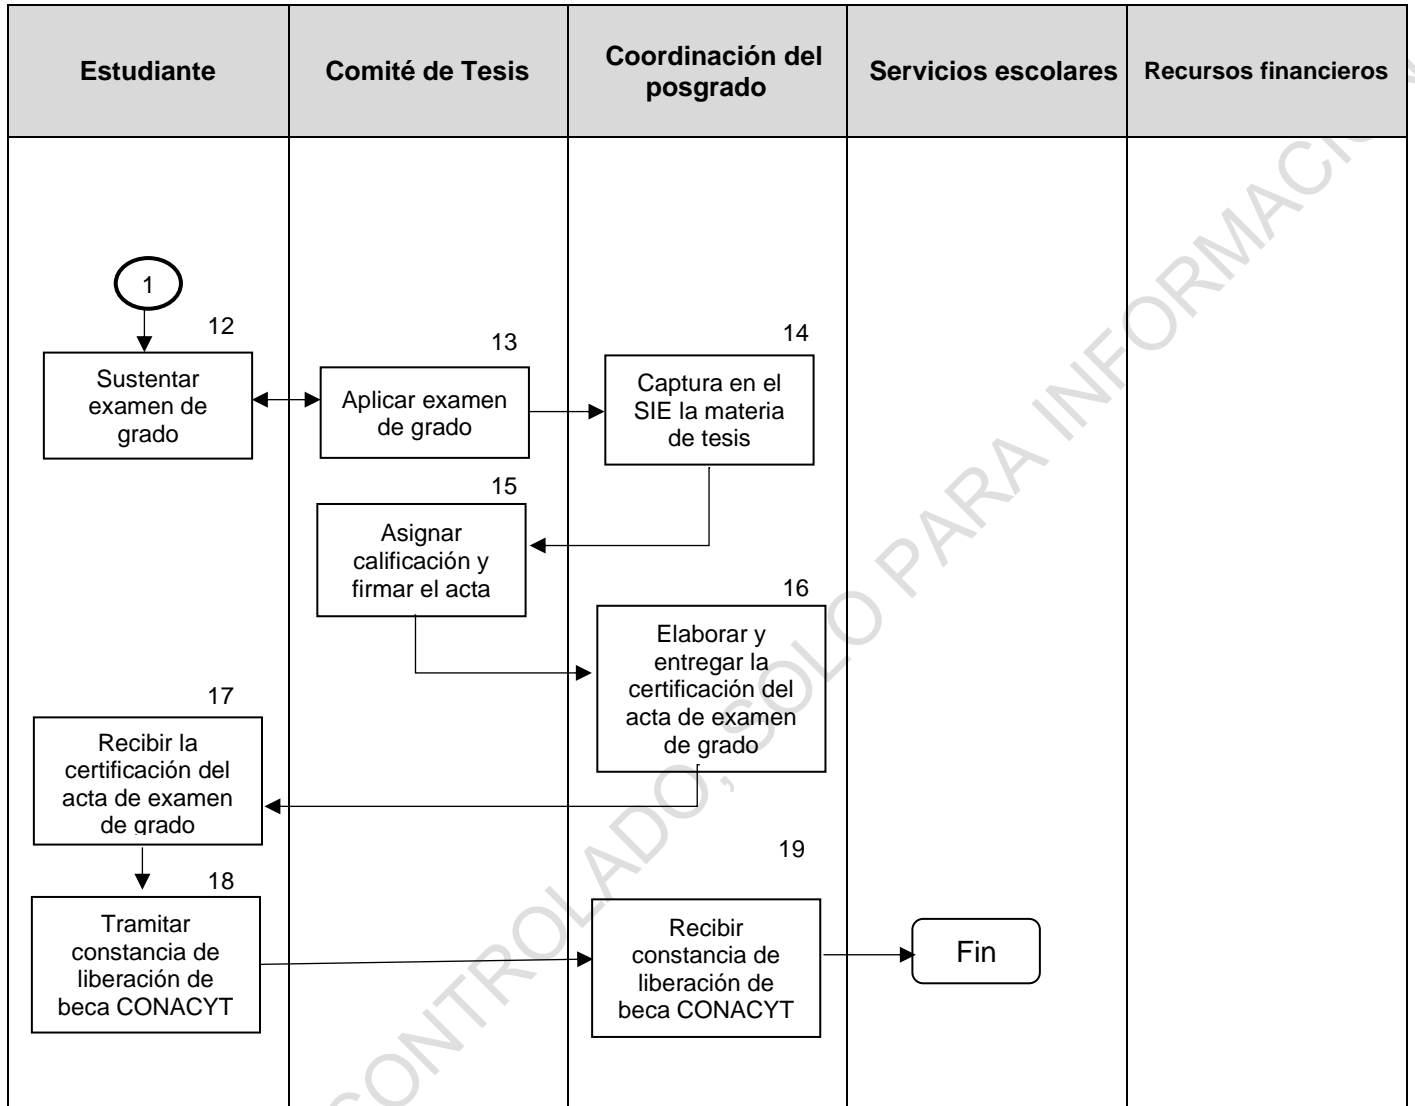 Estudiante
Comité de Tesis
Coordinación del
posgrado
Servicios escolares
Recursos financieros
1
12
Sustentar
examen de
grado
13
Aplicar examen
de grado
14
Captura en el
SIE la materia
de tesis
15
Asignar
calificación y
firmar el acta
16
Elaborar y
entregar la
certificación del
acta de examen
de grado
17
Recibir la
certificación del
acta de examen
de grado
18
Tramitar
constancia de
liberación de
beca CONACYT
19
Recibir
constancia de
liberación de
beca CONACYT
Fin
CONTROLADO, SOLO PARA